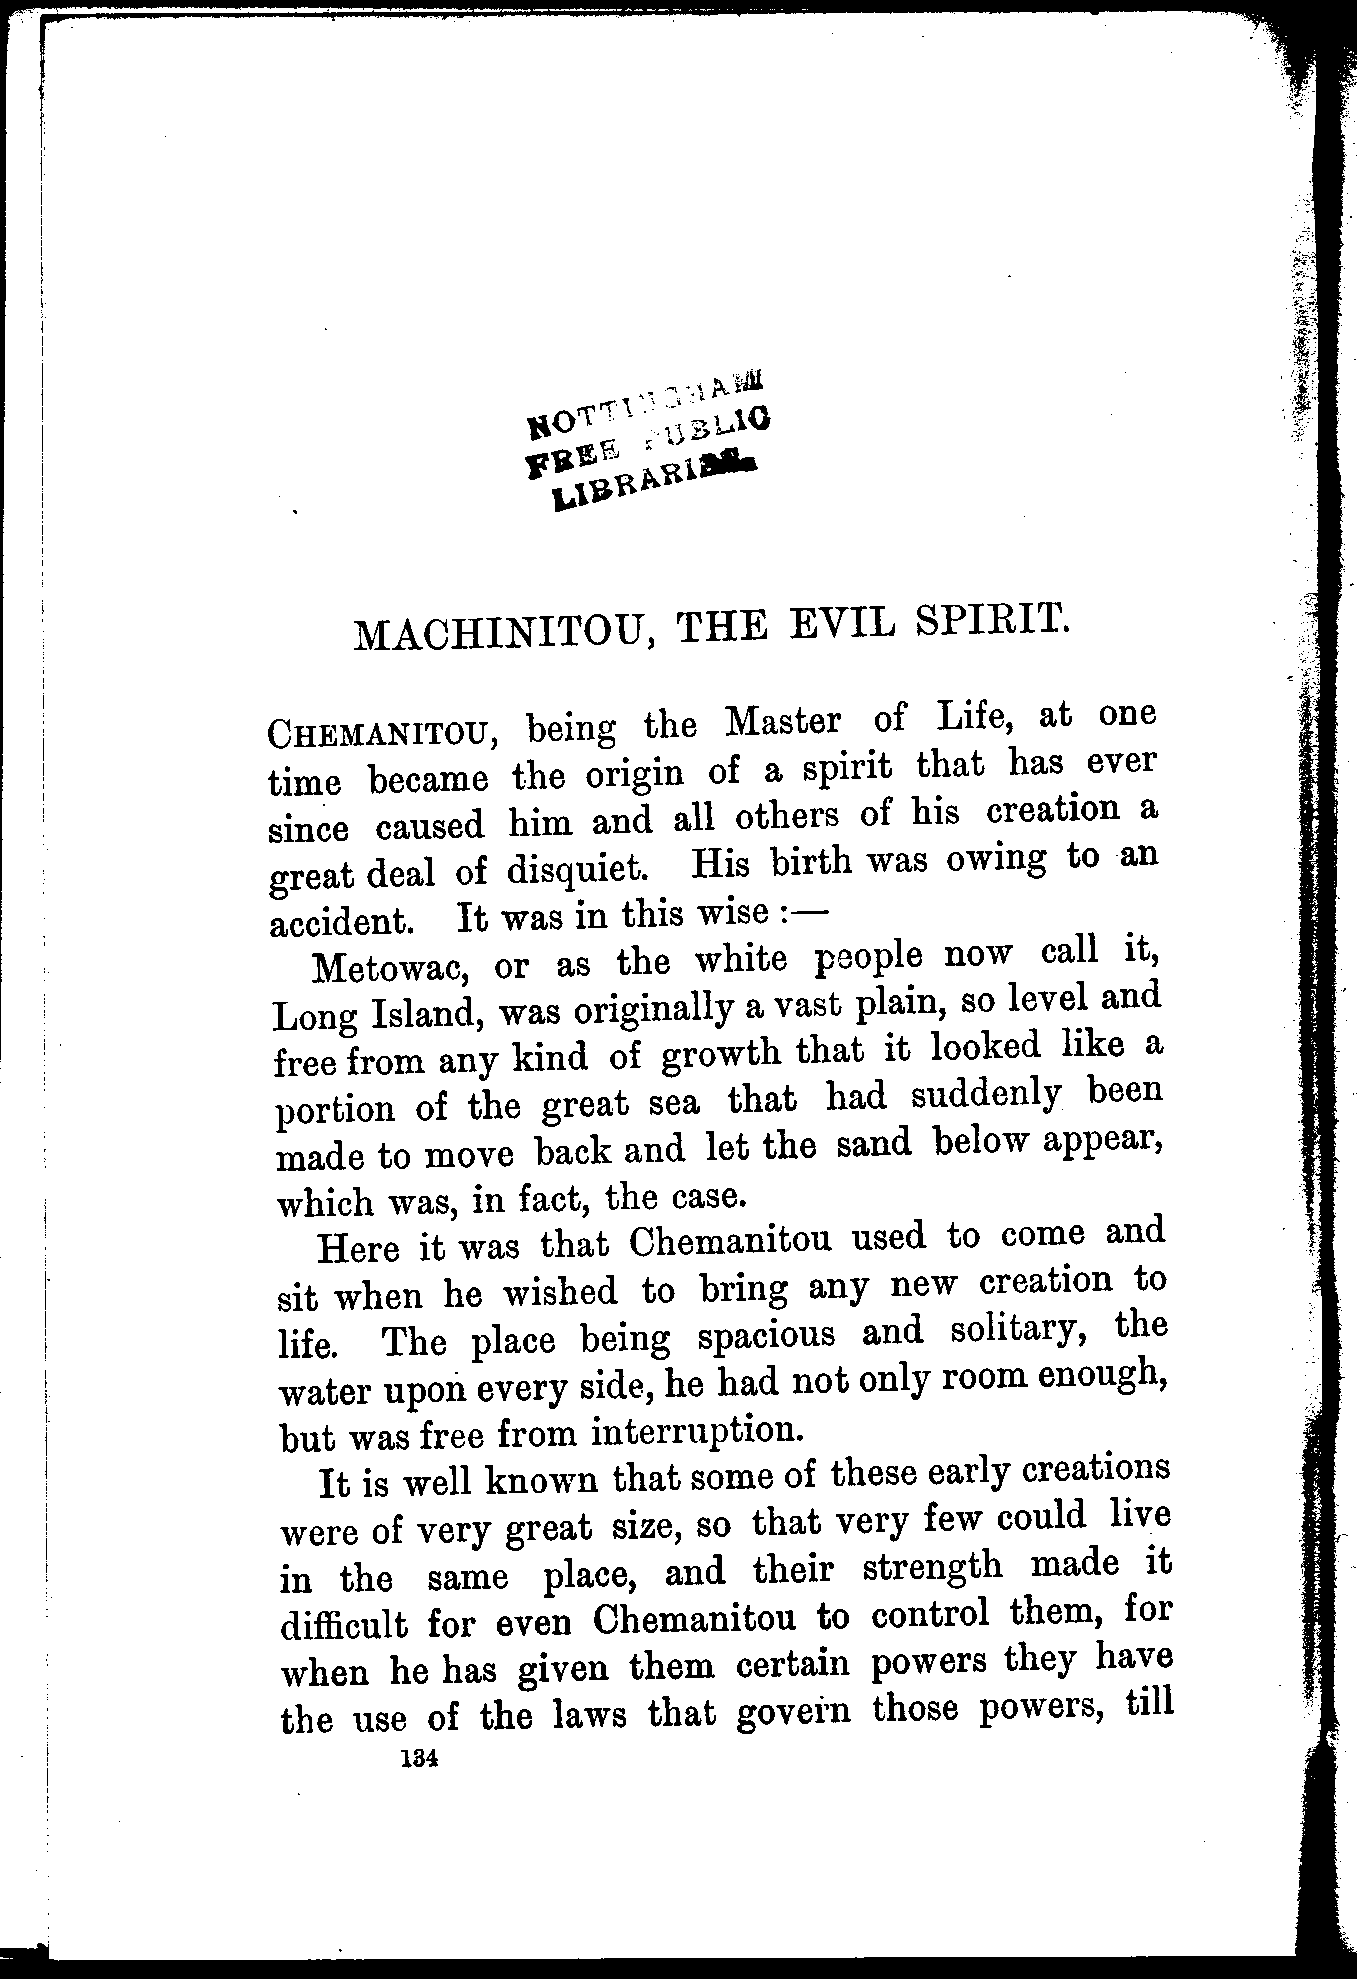 NOTTINGHAM
FREE PUBLIC
LIBRARIES.
MACHINITOU, THE EVIL SPIRIT.
CHEMANITOU, being the Master of Life, at one
time became the origin of a spirit that has ever
since caused him and all others of his creation a
great deal of disquiet. His birth was owing to an
accident. It was in this wise :—
Metowac, or as the white people now call it,
Long Island, was originally a vast plain, so level and
free from any kind of growth that it looked like a
portion of the great sea that had suddenly been
made to move back and let the sand below appear,
which was, in fact, the case.
Here it was that Chemanitou used to come and
sit when he wished to bring any new creation to
life. The place being spacious and solitary, the
water upon every side, he had not only room enough,
but was free from interruption.
It is well known that some of these early creations
were of very great size, so that very few could live
in the same place, and their strength made it
difficult for even Chemanitou to control them, for
when he has given them certain powers they have
the use of the laws that govern those powers, till
134